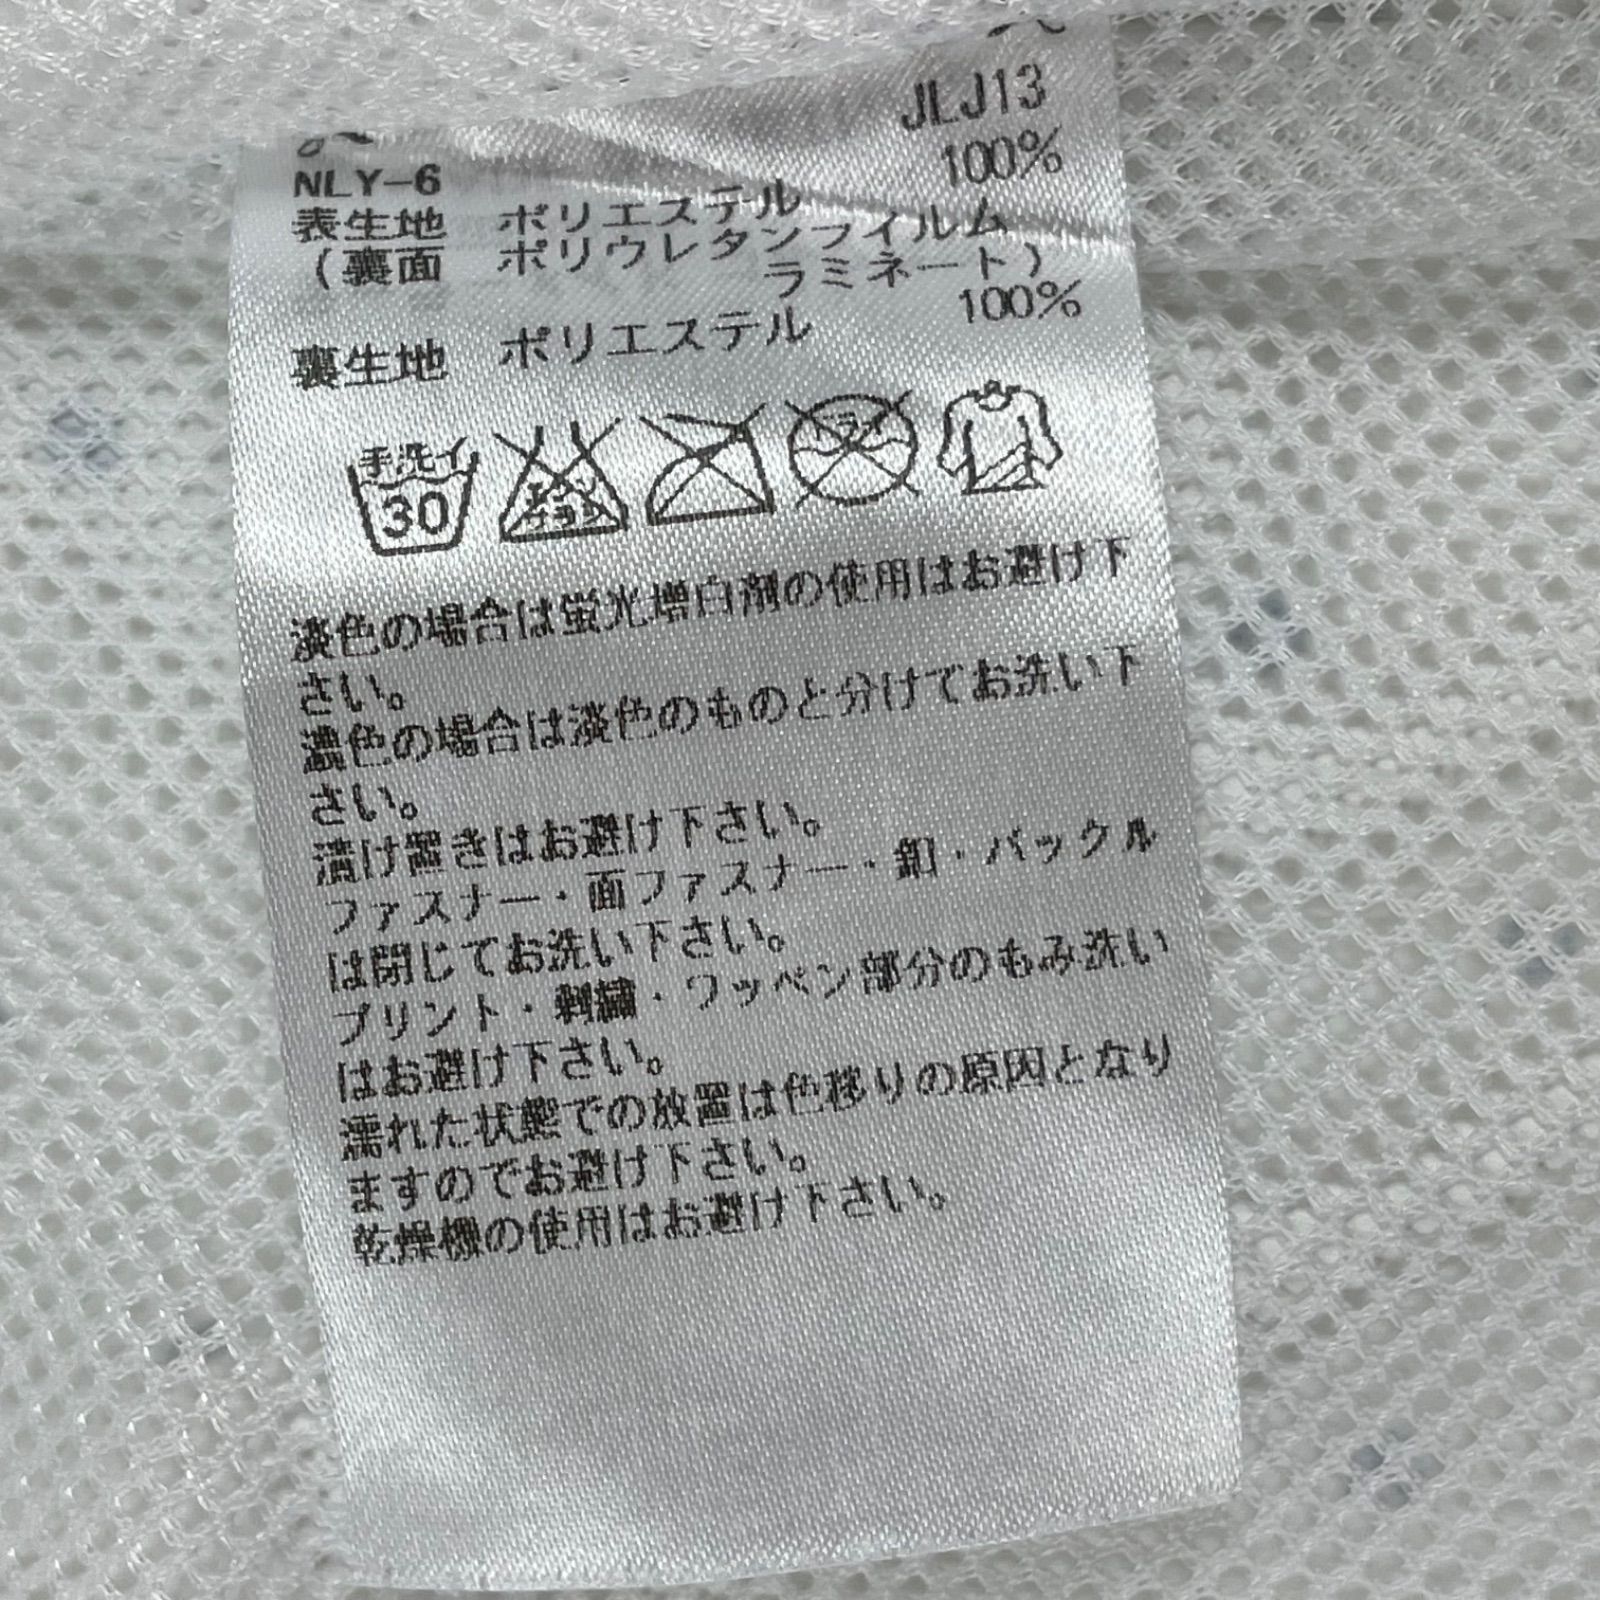 JLJ13
NLY-6
表生地 ポリエステル 100%
(裏面 ポリウレタンフィルム
ラミネート)
裏生地 ポリエステル 100%
手洗イ
30
エンソ
サラシ
ドライ
淡色の場合は蛍光増白剤の使用はお避け下
さい。
濃色の場合は淡色のものと分けてお洗い下
さい。
漬け置きはお避け下さい。
ファスナー・面ファスナー・釦・バックル
は閉じてお洗い下さい。
プリント・刺繍・ワッペン部分のもみ洗い
はお避け下さい。
濡れた状態での放置は色移りの原因となり
ますのでお避け下さい。
乾燥機の使用はお避け下さい。